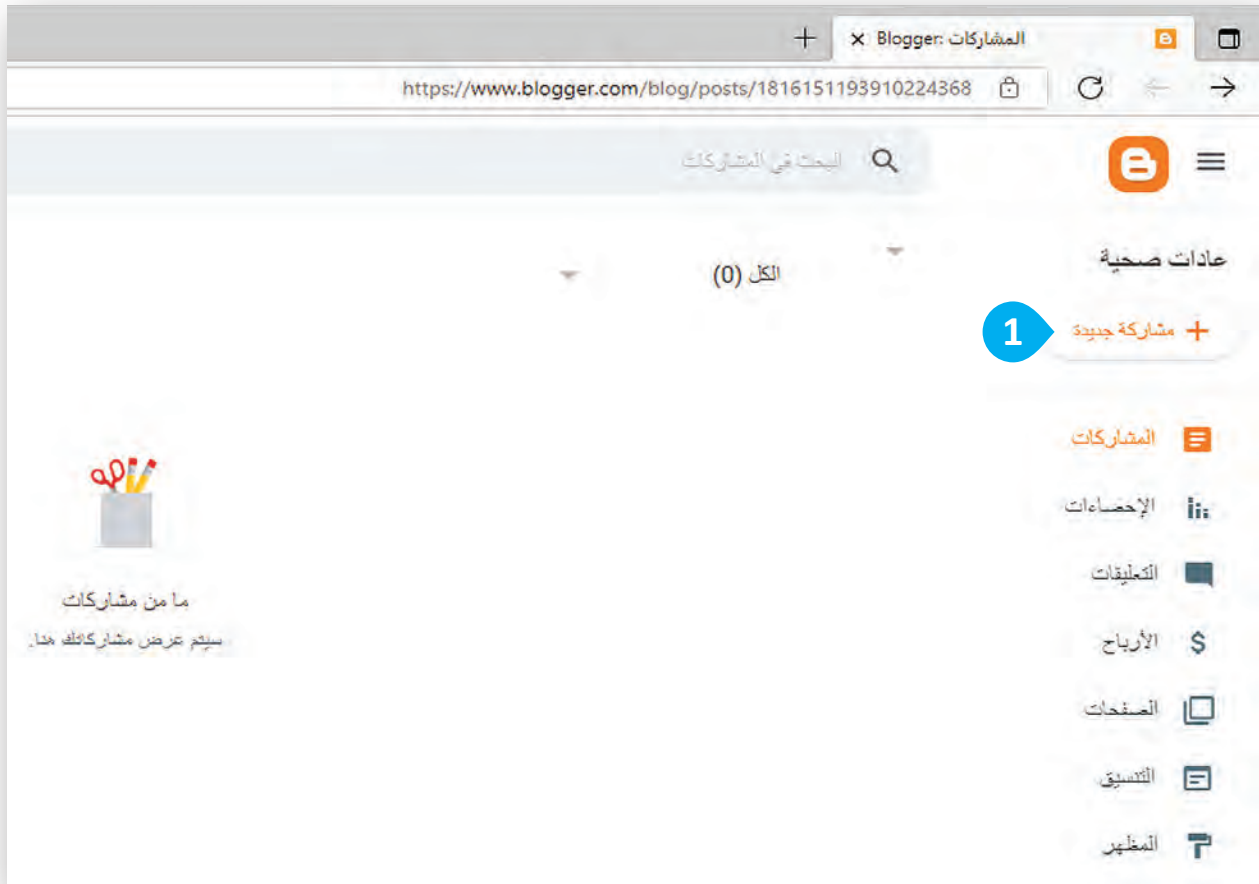 المشاركات :Blogger
https://www.blogger.com/blog/posts/1816151193910224368
البحث في المشاركات
عادات صحية
الكل (0)
مشاركة جديدة
1
المشاركات
الإحصاءات
التعليقات
الأرباح
الصفحات
التنسيق
المظهر
ما من مشاركات
سيتم عرض مشاركاتك هنا.